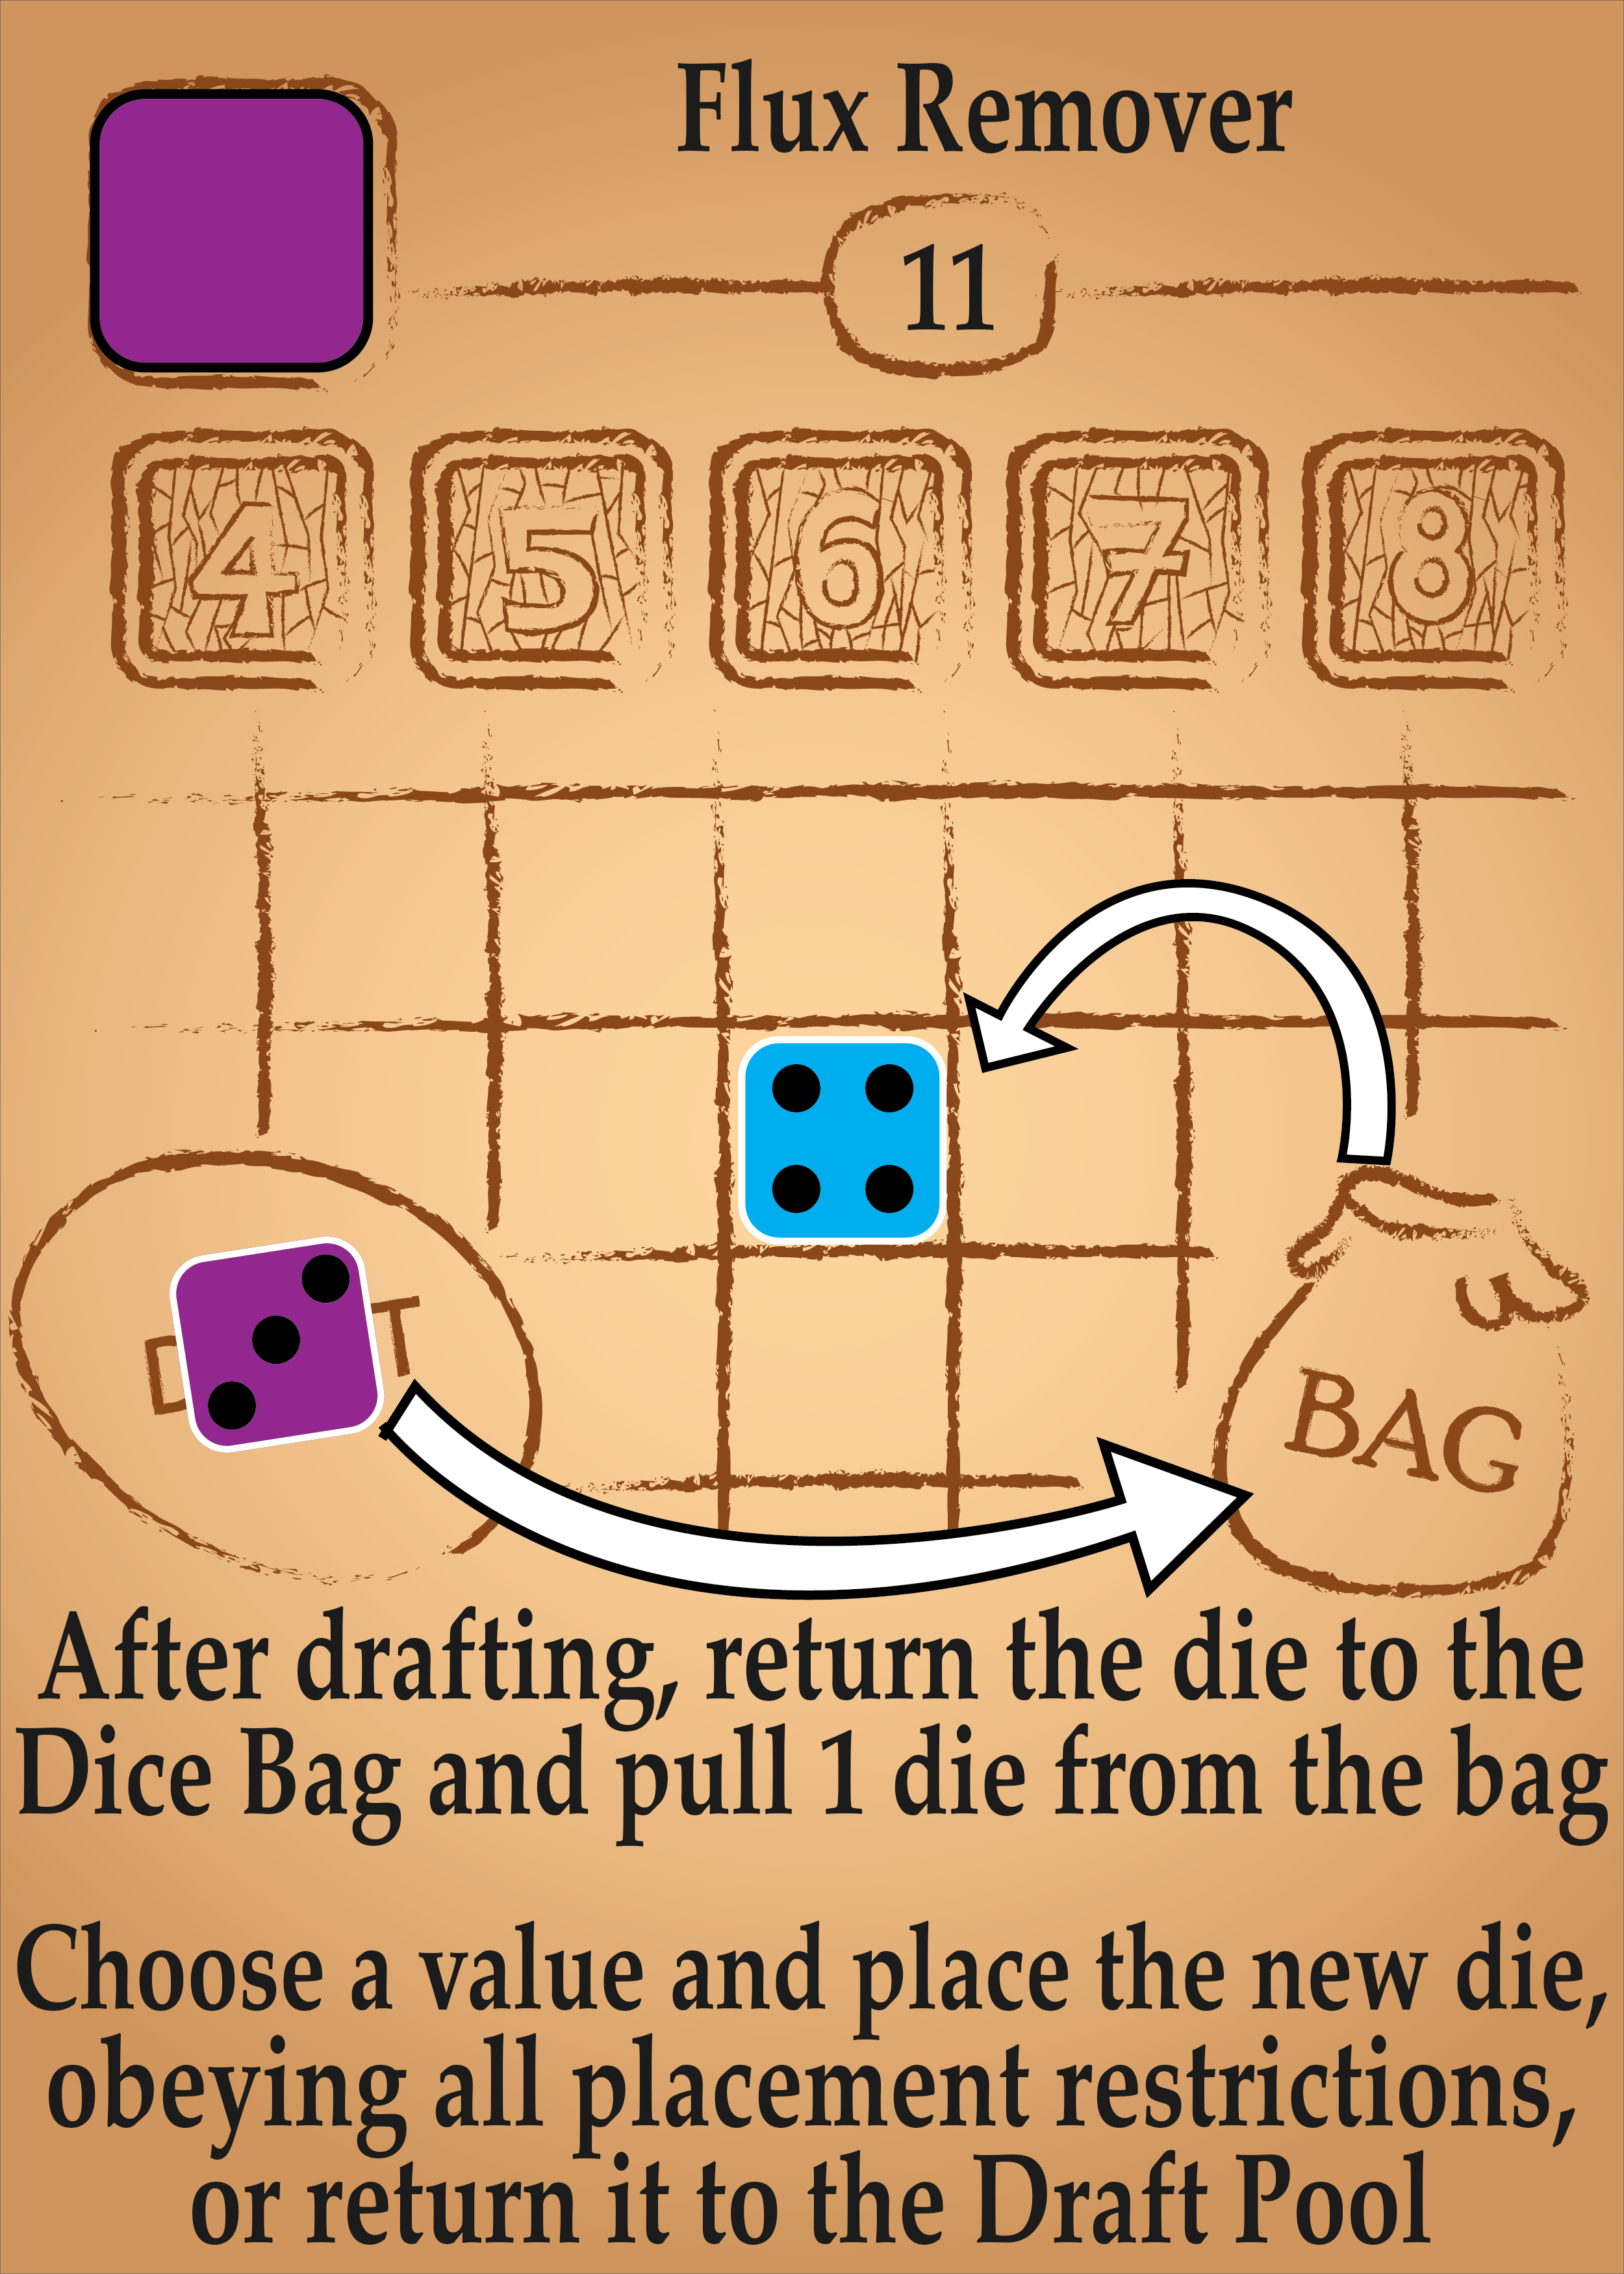 Flux Remover
11
4 5 6 7 8
BAG
After drafting, return the die to the
Dice Bag and pull 1 die from the bag
Choose a value and place the new die,
obeying all placement restrictions,
or return it to the Draft Pool